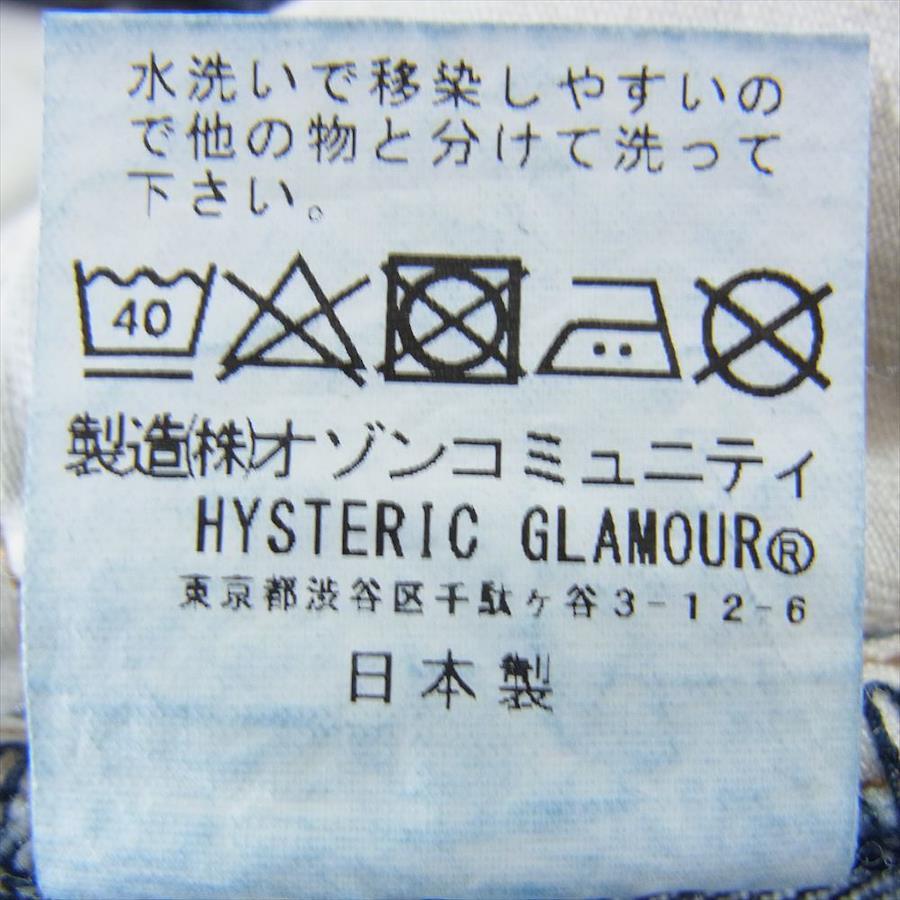 水洗いで移染しやすいの
で他の物と分けて洗って
下さい。
40
製造㈱オゾンコミュニティ
HYSTERIC GLAMOUR®
東京都渋谷区千駄ヶ谷3-12-6
日本製